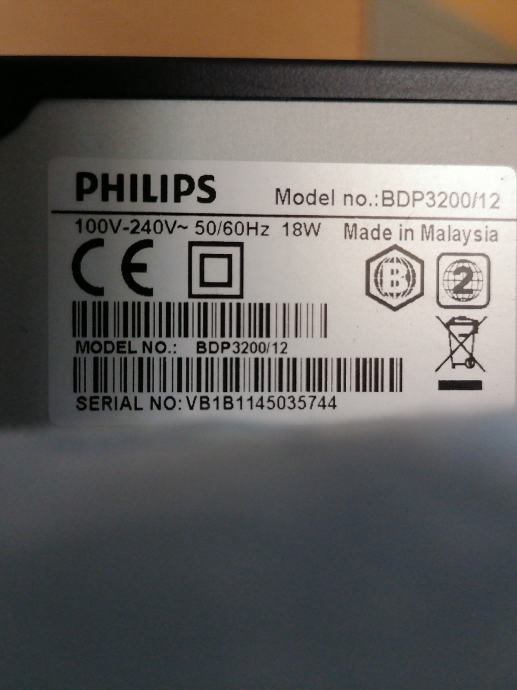 PHILIPS Model no.:BDP3200/12
100V-240V~ 50/60Hz 18W Made in Malaysia
CE
B 2
MODEL NO.: BDP3200/12
SERIAL NO: VB1B1145035744